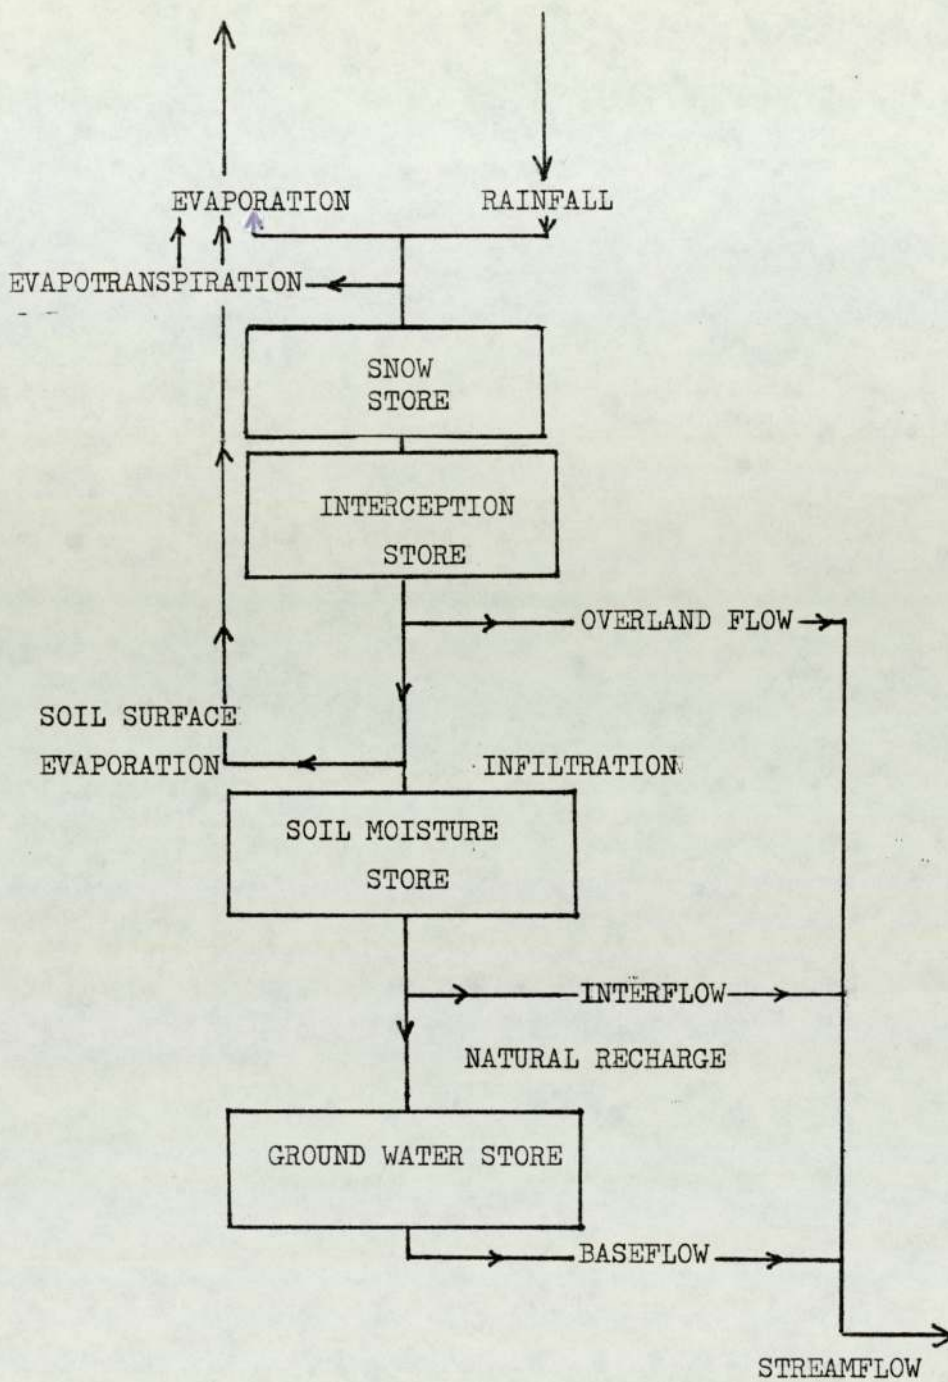 EVAPORATION RAINFALL
EVAPOTRANSPIRATION
SNOW
STORE
INTERCEPTION
STORE
OVERLAND FLOW
SOIL SURFACE
EVAPORATION INFILTRATION
SOIL MOISTURE
STORE
INTERFLOW
NATURAL RECHARGE
GROUND WATER STORE
BASEFLOW
STREAMFLOW